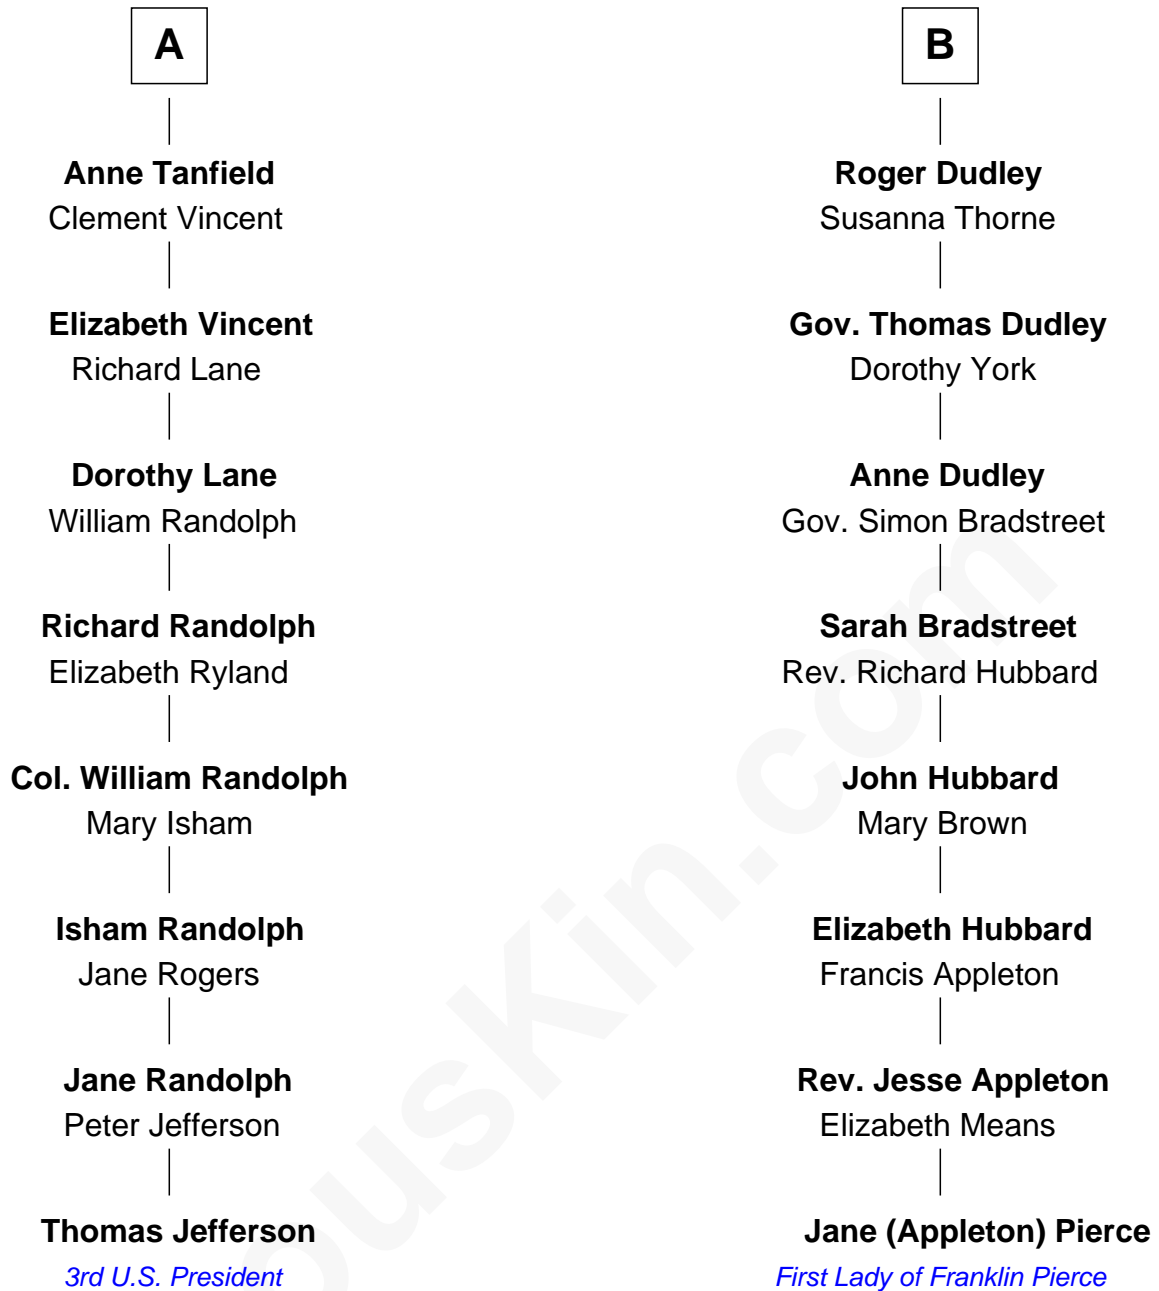 A
Anne Tanfield
Clement Vincent
Elizabeth Vincent
Richard Lane
Dorothy Lane
William Randolph
Richard Randolph
Elizabeth Ryland
Col. William Randolph
Mary Isham
Isham Randolph
Jane Rogers
Jane Randolph
Peter Jefferson
Thomas Jefferson
3rd U.S. President
B
Roger Dudley
Susanna Thorne
Gov. Thomas Dudley
Dorothy York
Anne Dudley
Gov. Simon Bradstreet
Sarah Bradstreet
Rev. Richard Hubbard
John Hubbard
Mary Brown
Elizabeth Hubbard
Francis Appleton
Rev. Jesse Appleton
Elizabeth Means
Jane (Appleton) Pierce
First Lady of Franklin Pierce
ousKin.com